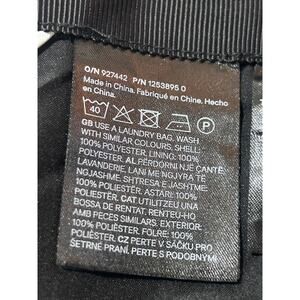 O/N 927442 P/N 1253895 0
Made in China. Fabriqué en Chine. Hecho
en China.
40
P
GB USE A LAUNDRY BAG. WASH
WITH SIMILAR COLOURS. SHELL:
100% POLYESTER. LINING: 100%
POLYESTER. AL PËRDORNI NJË ÇANTË
LAVANDERIE. LANI ME NGJYRA TË
NGJASHME. SHTRESA E JASHTME:
100% POLIESTËR. ASTAR: 100%
POLIESTËR. CAT. UTILITZAU UNA
BOSSA DE RENTAT. RENTEU-HO
AMB PECES SIMILARS. EXTERIOR:
100% POLIÈSTER. FOLRE: 100%
POLIÈSTER. CZ PERTE V SÁČKU PRO
ŠETRNÉ PRANÍ. PERTE S PODOBNÝMI